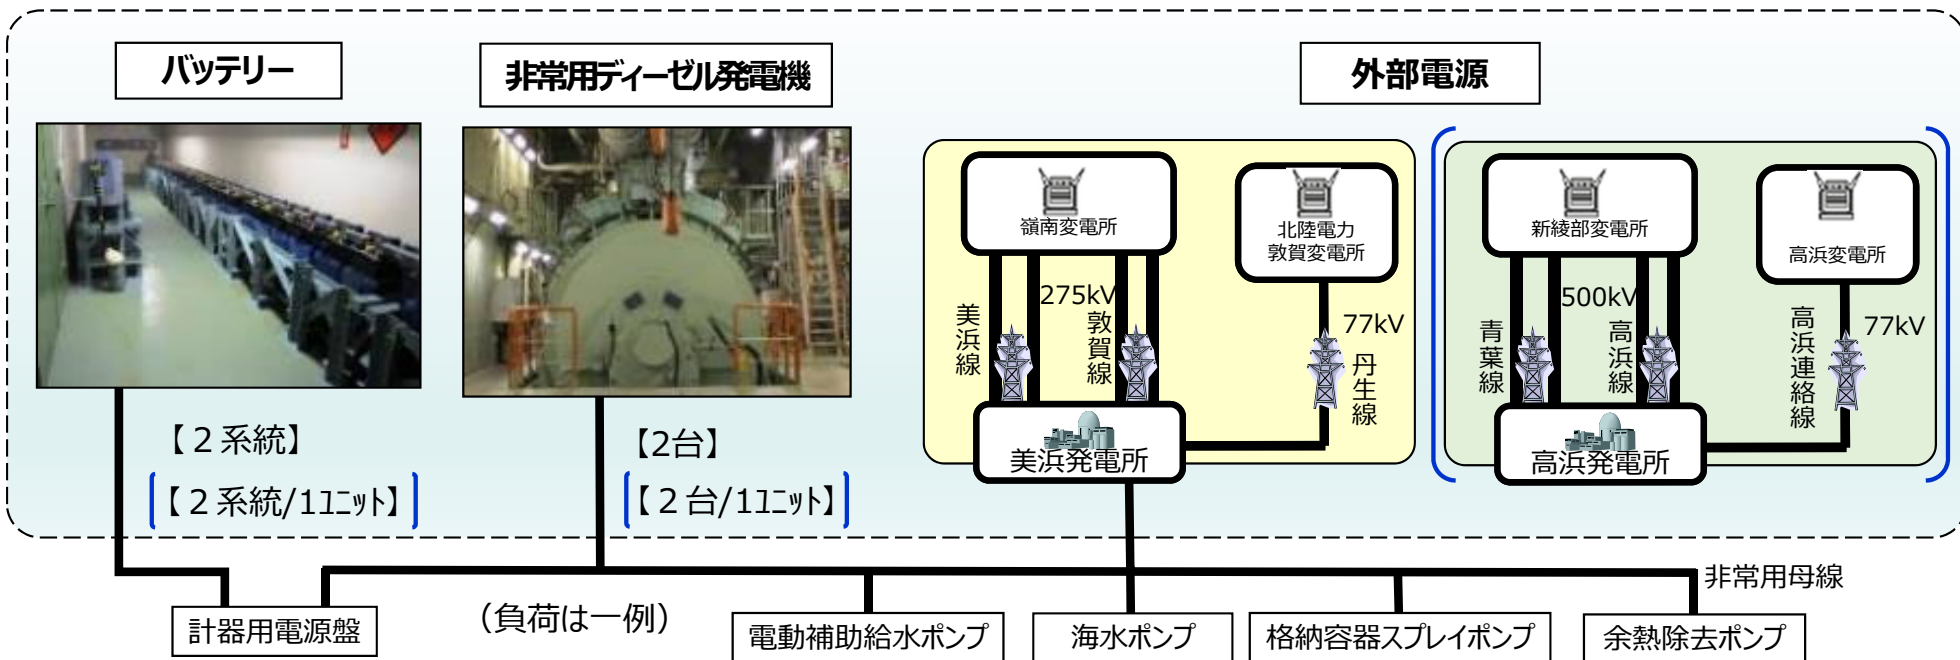 バッテリー
非常用ディーゼル発電機
外部電源
嶺南変電所
北陸電力
敦賀変電所
新綾部変電所
高浜変電所
美浜線
275kV
敦賀線
77kV
丹生線
青葉線
500kV
高浜線
高浜連絡線
77kV
美浜発電所
高浜発電所
【２系統】
【２系統/1ﾕﾆｯﾄ】
【2台】
【２台/1ﾕﾆｯﾄ】
非常用母線
計器用電源盤
（負荷は一例）
電動補助給水ポンプ
海水ポンプ
格納容器スプレイポンプ
余熱除去ポンプ